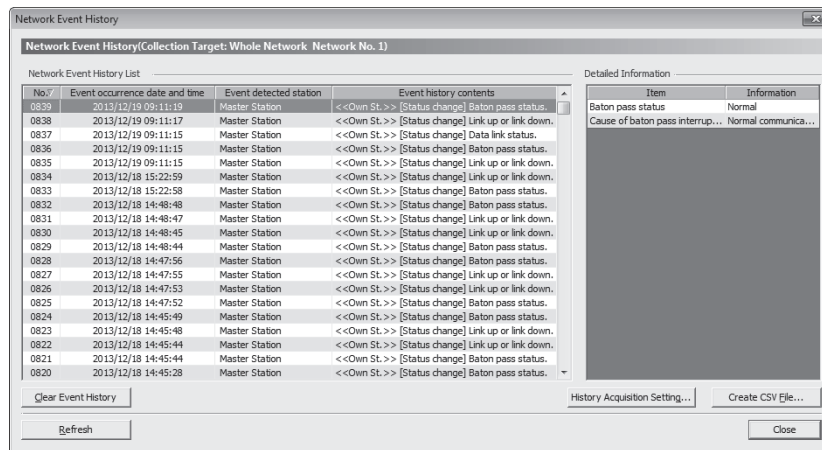 Network Event History
Network Event History(Collection Target: Whole Network  Network No. 1)
Network Event History List
No. Event occurrence date and time Event detected station Event history contents
0839 2013/12/19 09:11:19 Master Station <<Own St.>> [Status change] Baton pass status.
0838 2013/12/19 09:11:17 Master Station <<Own St.>> [Status change] Link up or link down.
0837 2013/12/19 09:11:15 Master Station <<Own St.>> [Status change] Data link status.
0836 2013/12/19 09:11:15 Master Station <<Own St.>> [Status change] Baton pass status.
0835 2013/12/19 09:11:15 Master Station <<Own St.>> [Status change] Link up or link down.
0834 2013/12/18 15:22:59 Master Station <<Own St.>> [Status change] Baton pass status.
0833 2013/12/18 15:22:58 Master Station <<Own St.>> [Status change] Baton pass status.
0832 2013/12/18 14:48:48 Master Station <<Own St.>> [Status change] Baton pass status.
0831 2013/12/18 14:48:47 Master Station <<Own St.>> [Status change] Link up or link down.
0830 2013/12/18 14:48:45 Master Station <<Own St.>> [Status change] Link up or link down.
0829 2013/12/18 14:48:44 Master Station <<Own St.>> [Status change] Baton pass status.
0828 2013/12/18 14:47:56 Master Station <<Own St.>> [Status change] Baton pass status.
0827 2013/12/18 14:47:55 Master Station <<Own St.>> [Status change] Link up or link down.
0826 2013/12/18 14:47:53 Master Station <<Own St.>> [Status change] Link up or link down.
0825 2013/12/18 14:47:52 Master Station <<Own St.>> [Status change] Baton pass status.
0824 2013/12/18 14:45:49 Master Station <<Own St.>> [Status change] Baton pass status.
0823 2013/12/18 14:45:48 Master Station <<Own St.>> [Status change] Link up or link down.
0822 2013/12/18 14:45:44 Master Station <<Own St.>> [Status change] Link up or link down.
0821 2013/12/18 14:45:44 Master Station <<Own St.>> [Status change] Baton pass status.
0820 2013/12/18 14:45:28 Master Station <<Own St.>> [Status change] Baton pass status.
Detailed Information
Item Information
Baton pass status Normal
Cause of baton pass interrup... Normal communica...
Clear Event History
History Acquisition Setting...
Create CSV File...
Refresh
Close